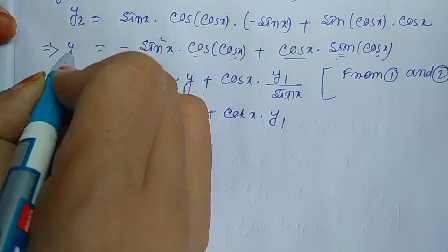 y₂ = sinx · cos(cosx) · (-sinx) + sin(cosx) · cosx
=> y = - sin²x · cos(cosx) + cosx · sin(cosx)
· y + cosx · y₁/sinx [From ① and ②
+ cotx · y₁